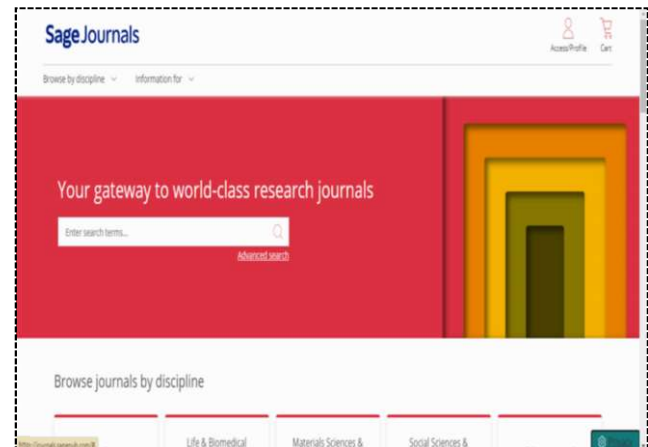 Sage Journals
Access/Profile Cart
Browse by discipline Information for
Your gateway to world-class research journals
Enter search terms...
Advanced search
Browse journals by discipline
Life & Biomedical Materials Sciences & Social Sciences &
Privacy